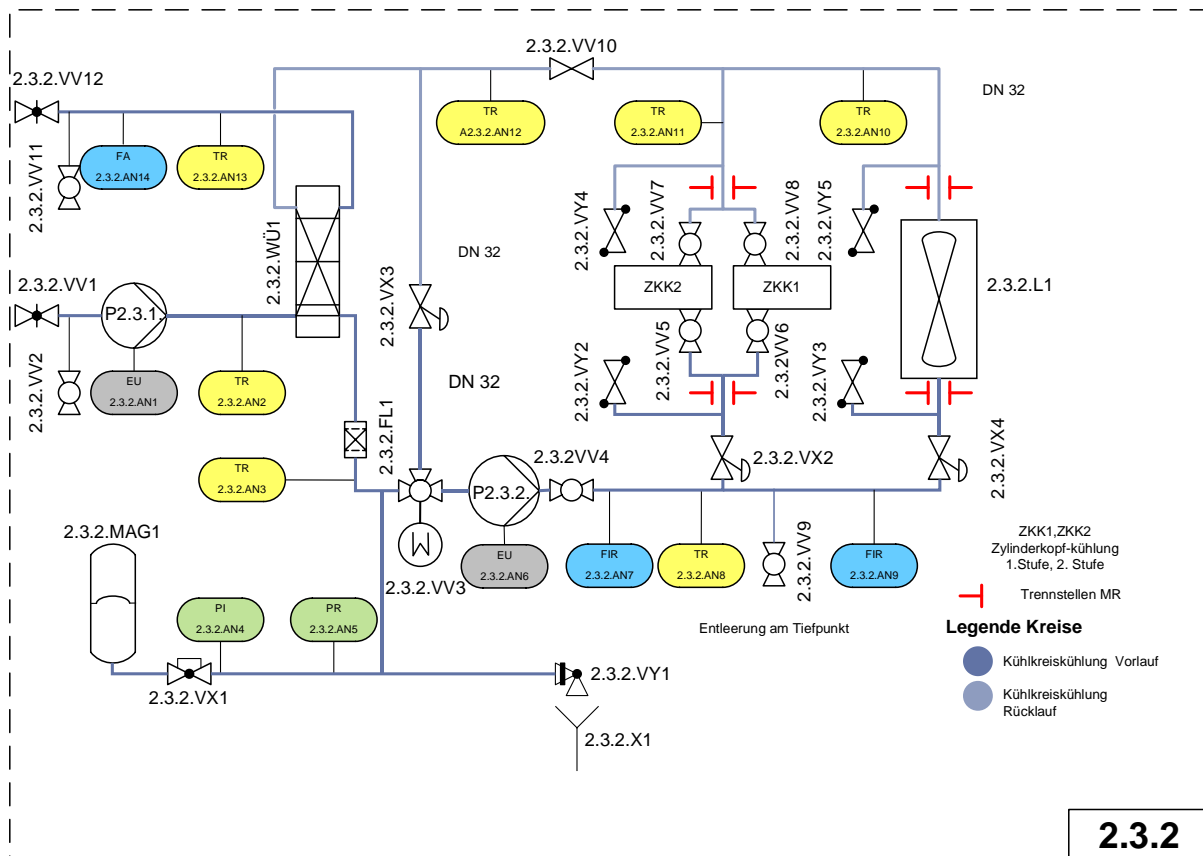 2.3.2.VV10
2.3.2.VV12
DN 32
TR
A2.3.2.AN12
TR
2.3.2.AN11
TR
2.3.2.AN10
2.3.2.VV11
FA
2.3.2.AN14
TR
2.3.2.AN13
2.3.2.WÜ1
2.3.2.VY4
2.3.2.VV7
2.3.2.VV8
2.3.2.VY5
DN 32
2.3.2.VX3
ZKK2
ZKK1
2.3.2.L1
2.3.2.VV1
P2.3.1.
2.3.2.VV2
EU
2.3.2.AN1
TR
2.3.2.AN2
DN 32
2.3.2.VY2
2.3.2.VV5
2.3.2VV6
2.3.2.VY3
2.3.2.FL1
2.3.2VV4
2.3.2.VX2
2.3.2.VX4
TR
2.3.2.AN3
P2.3.2.
2.3.2.MAG1
M
2.3.2.VV3
EU
2.3.2.AN6
FIR
2.3.2.AN7
TR
2.3.2.AN8
2.3.2.VV9
FIR
2.3.2.AN9
ZKK1,ZKK2
Zylinderkopf-kühlung
1.Stufe, 2. Stufe
Trennstellen MR
PI
2.3.2.AN4
PR
2.3.2.AN5
Entleerung am Tiefpunkt
Legende Kreise
Kühlkreiskühlung Vorlauf
Kühlkreiskühlung
Rücklauf
2.3.2.VX1
2.3.2.VY1
2.3.2.X1
2.3.2